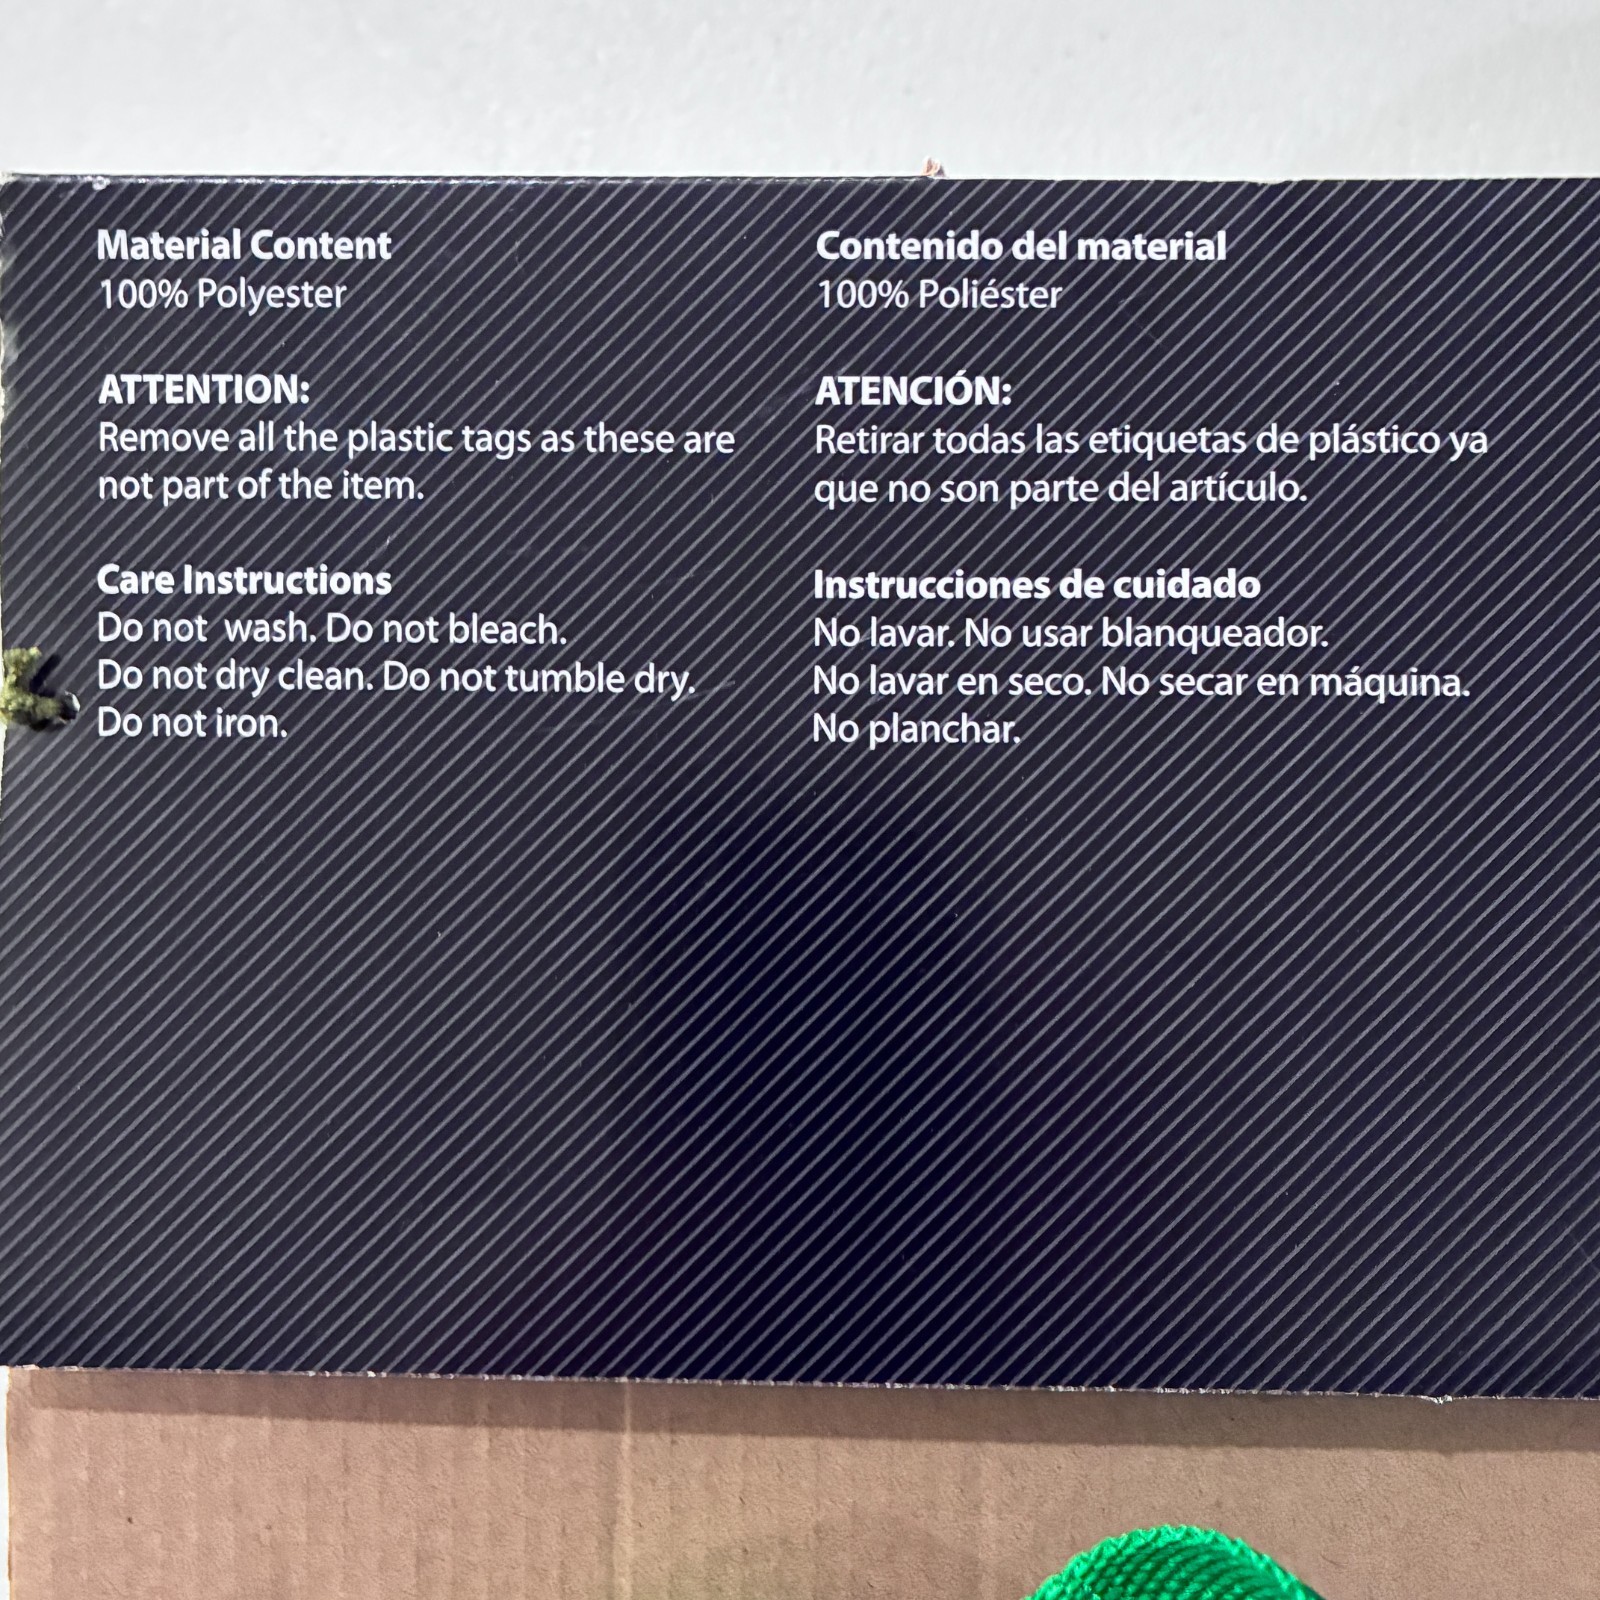 Material Content
100% Polyester
ATTENTION:
Remove all the plastic tags as these are
not part of the item.
Care Instructions
Do not  wash. Do not bleach.
Do not dry clean. Do not tumble dry.
Do not iron.
Contenido del material
100% Poliéster
ATENCIÓN:
Retirar todas las etiquetas de plástico ya
que no son parte del artículo.
Instrucciones de cuidado
No lavar. No usar blanqueador.
No lavar en seco. No secar en máquina.
No planchar.